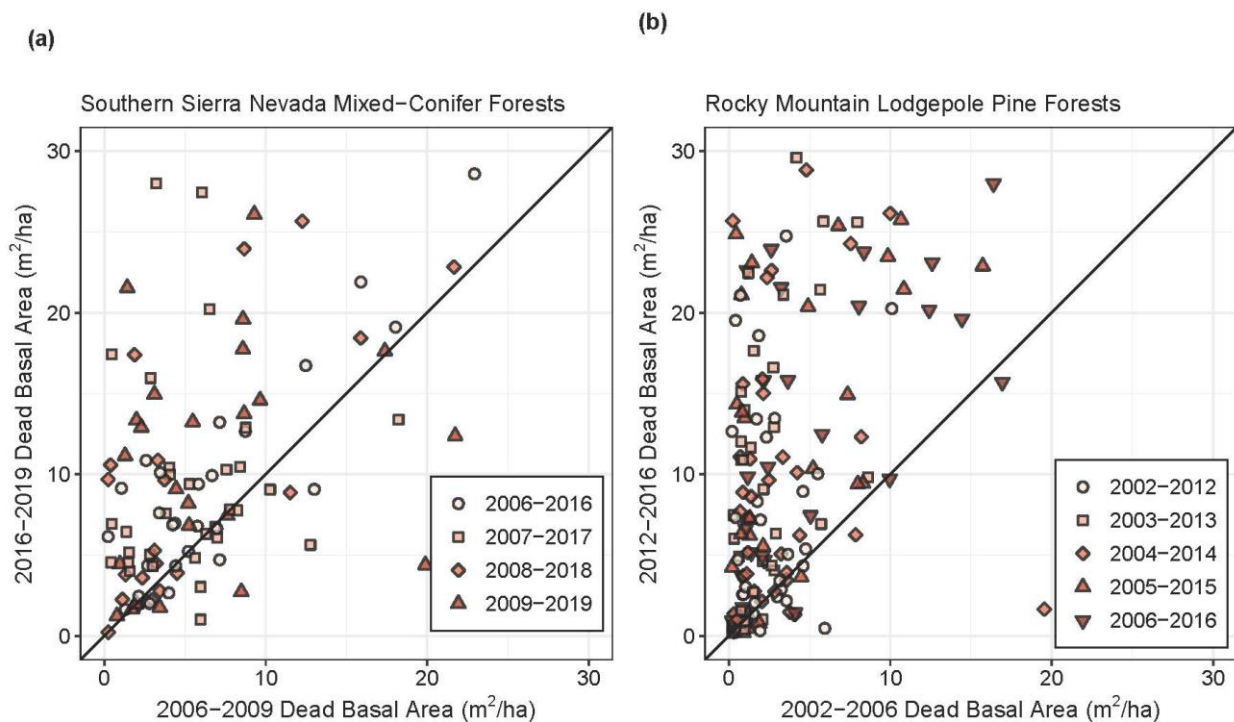 (a)
Southern Sierra Nevada Mixed−Conifer Forests
2016−2019 Dead Basal Area (m²/ha)
30
20
10
0
0 10 20 30
2006−2009 Dead Basal Area (m²/ha)
2006−2016
2007−2017
2008−2018
2009−2019
(b)
Rocky Mountain Lodgepole Pine Forests
2012−2016 Dead Basal Area (m²/ha)
30
20
10
0
0 10 20 30
2002−2006 Dead Basal Area (m²/ha)
2002−2012
2003−2013
2004−2014
2005−2015
2006−2016